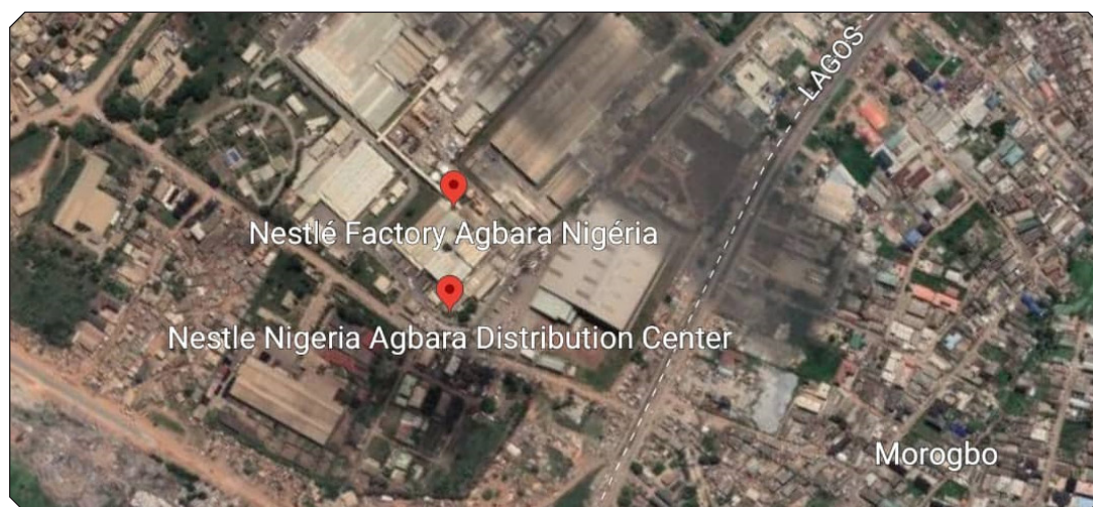 LAGOS
Nestlé Factory Agbara Nigéria
Nestle Nigeria Agbara Distribution Center
Morogbo